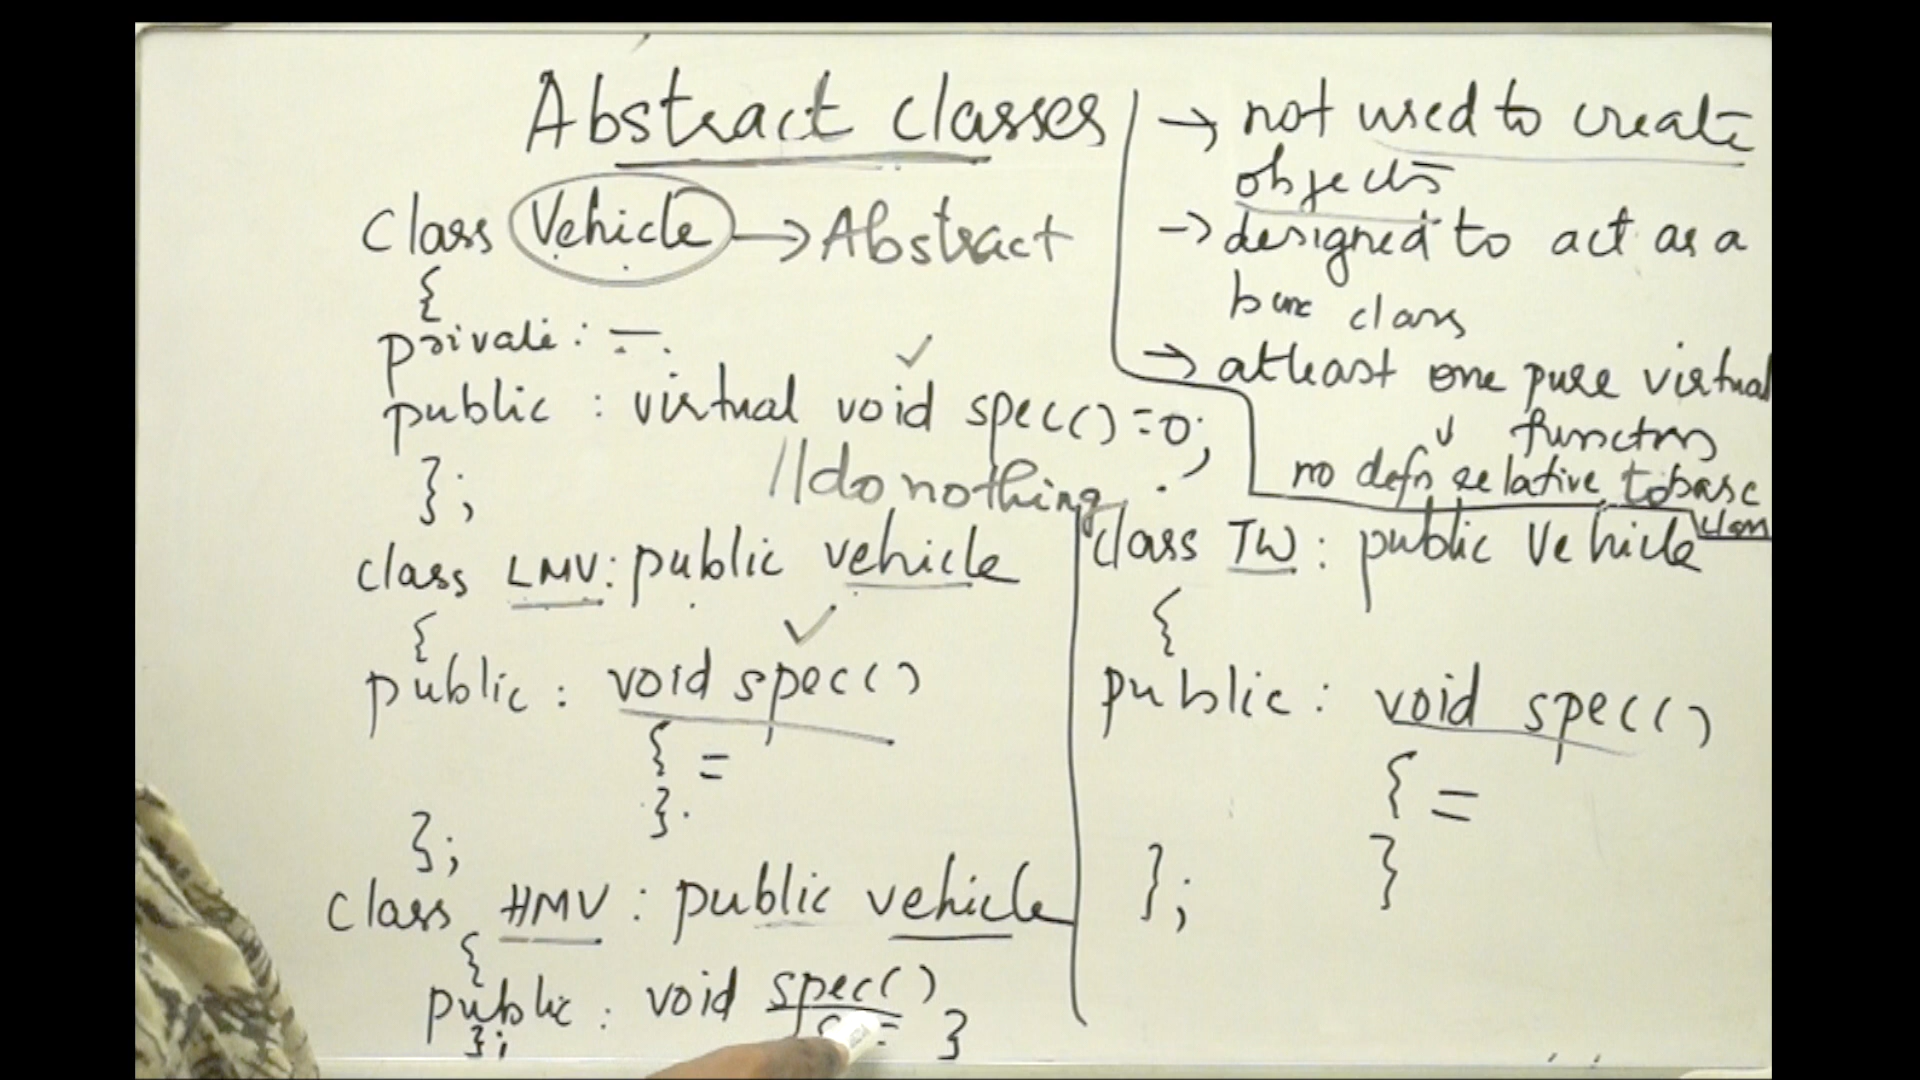 Abstract classes
→ not used to create
objects
→ designed to act as a
base class
→ atleast one pure virtual
functns
↓
no defn relative to base
class
Class Vehicle → Abstract
{
private : —
public : virtual void spec()=0;
//do nothing
};
class LMV : public vehicle
{
public : void spec()
{ =
}
};
Class HMV : public vehicle
{
public : void spec()
{ = }
};
class TW : public Vehicle
{
public : void spec()
{ =
}
};